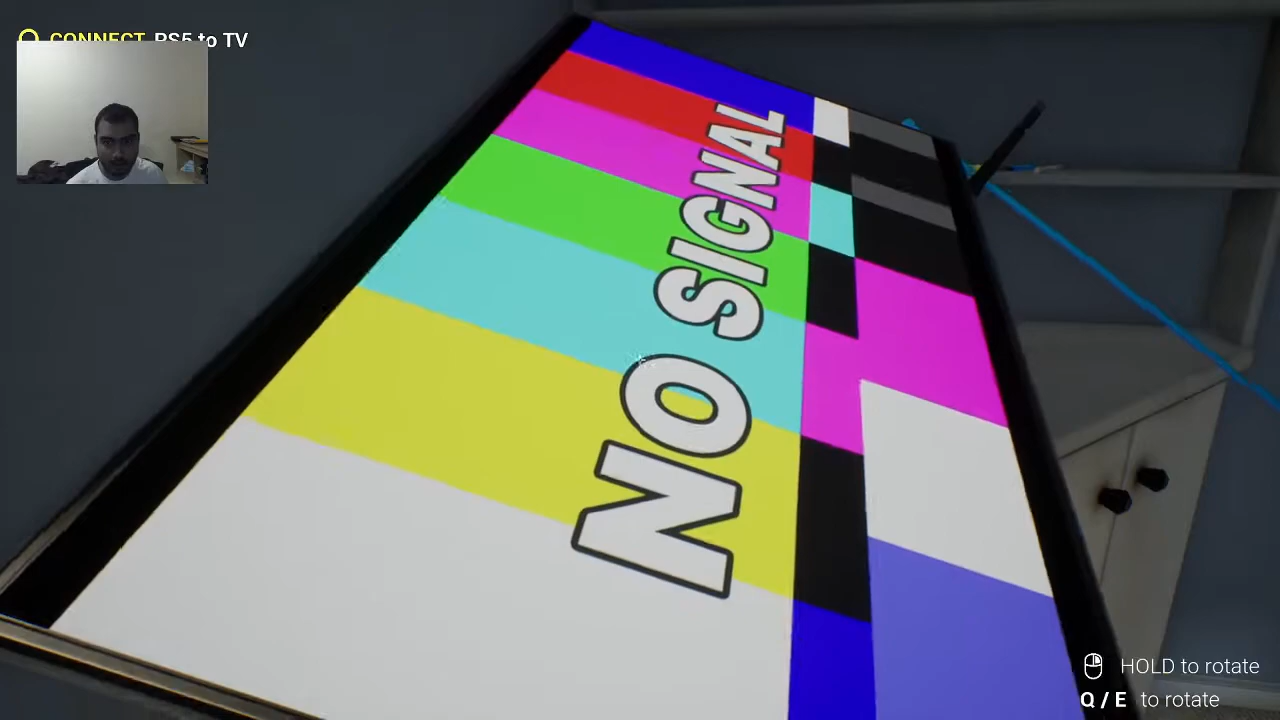 CONNECT PS5 to TV
NO SIGNAL
HOLD to rotate
Q / E to rotate